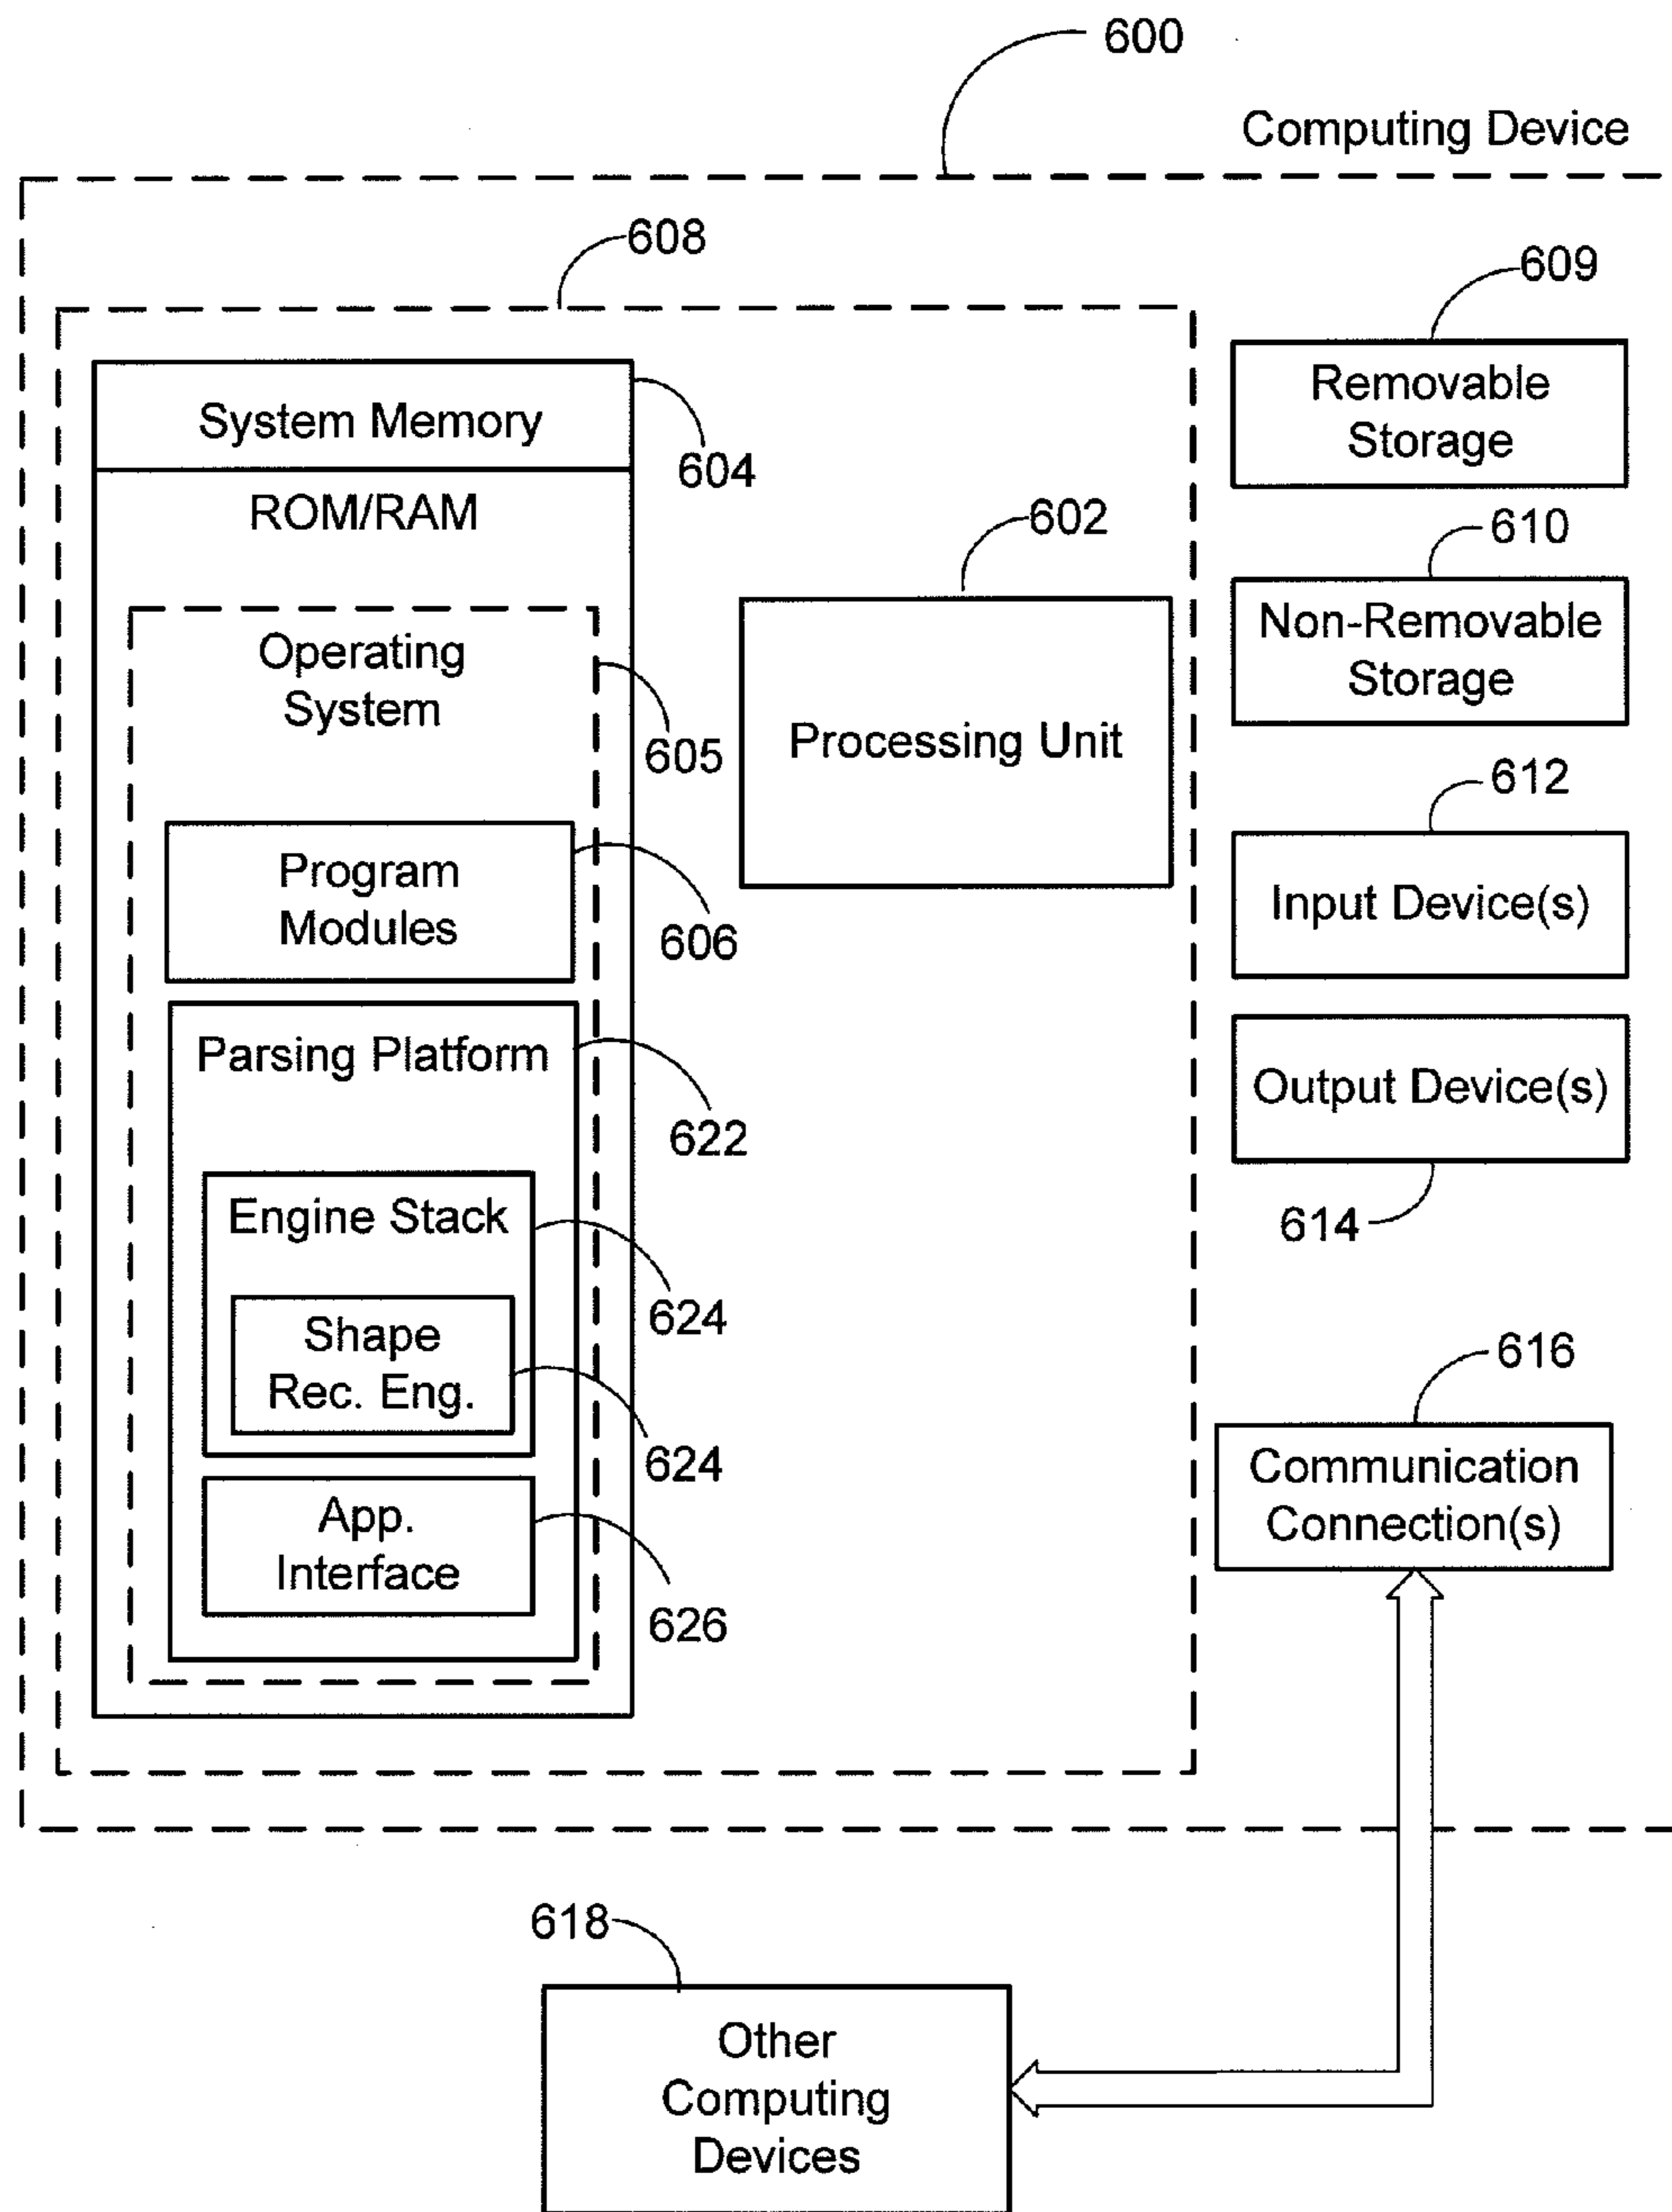 600
Computing Device
608
609
System Memory
604
Removable
Storage
ROM/RAM
602
610
Operating
System
605
Processing Unit
Non-Removable
Storage
612
Program
Modules
606
Input Device(s)
Parsing Platform
622
Output Device(s)
614
Engine Stack
624
Shape
Rec. Eng.
624
616
Communication
Connection(s)
App.
Interface
626
618
Other
Computing
Devices